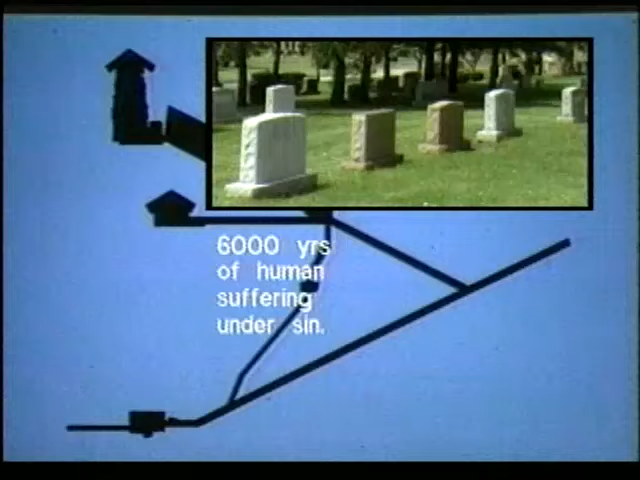 6000 yrs
of human
suffering
under sin.